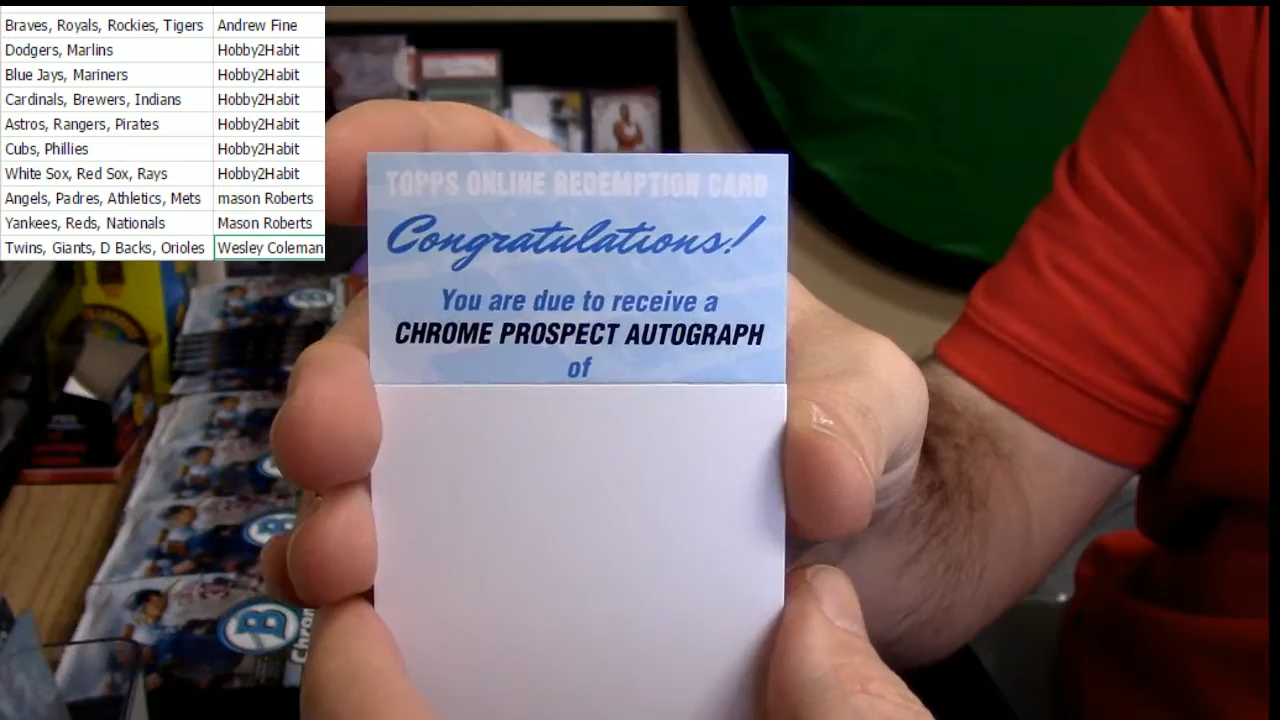 Braves, Royals, Rockies, Tigers Andrew Fine
Dodgers, Marlins Hobby2Habit
Blue Jays, Mariners Hobby2Habit
Cardinals, Brewers, Indians Hobby2Habit
Astros, Rangers, Pirates Hobby2Habit
Cubs, Phillies Hobby2Habit
White Sox, Red Sox, Rays Hobby2Habit
Angels, Padres, Athletics, Mets mason Roberts
Yankees, Reds, Nationals Mason Roberts
Twins, Giants, D Backs, Orioles Wesley Coleman
TOPPS ONLINE REDEMPTION CARD
Congratulations!
You are due to receive a
CHROME PROSPECT AUTOGRAPH
of
B
Chrom